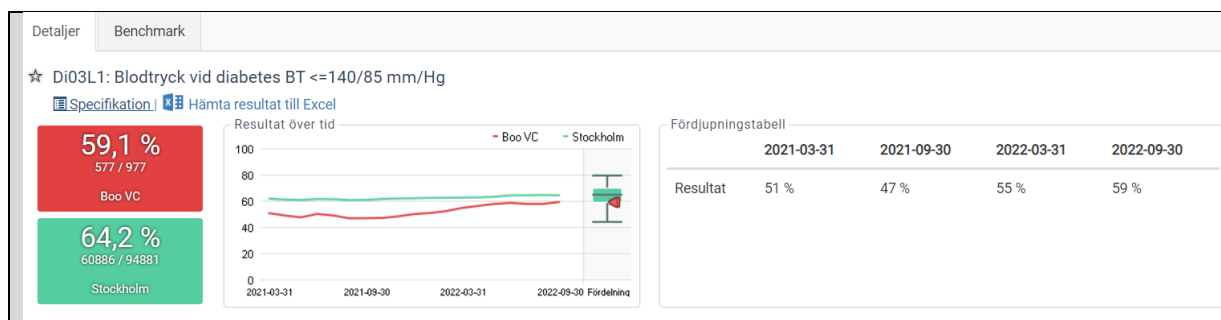 Detaljer Benchmark
☆ Di03L1: Blodtryck vid diabetes BT <=140/85 mm/Hg
Specifikation | Hämta resultat till Excel
59,1 %
577 / 977
Boo VC
64,2 %
60886 / 94881
Stockholm
Resultat över tid
Boo VC Stockholm
100
80
60
40
20
0
2021-03-31 2021-09-30 2022-03-31 2022-09-30 Fördelning
Fördjupningstabell
2021-03-31 2021-09-30 2022-03-31 2022-09-30
Resultat 51 % 47 % 55 % 59 %